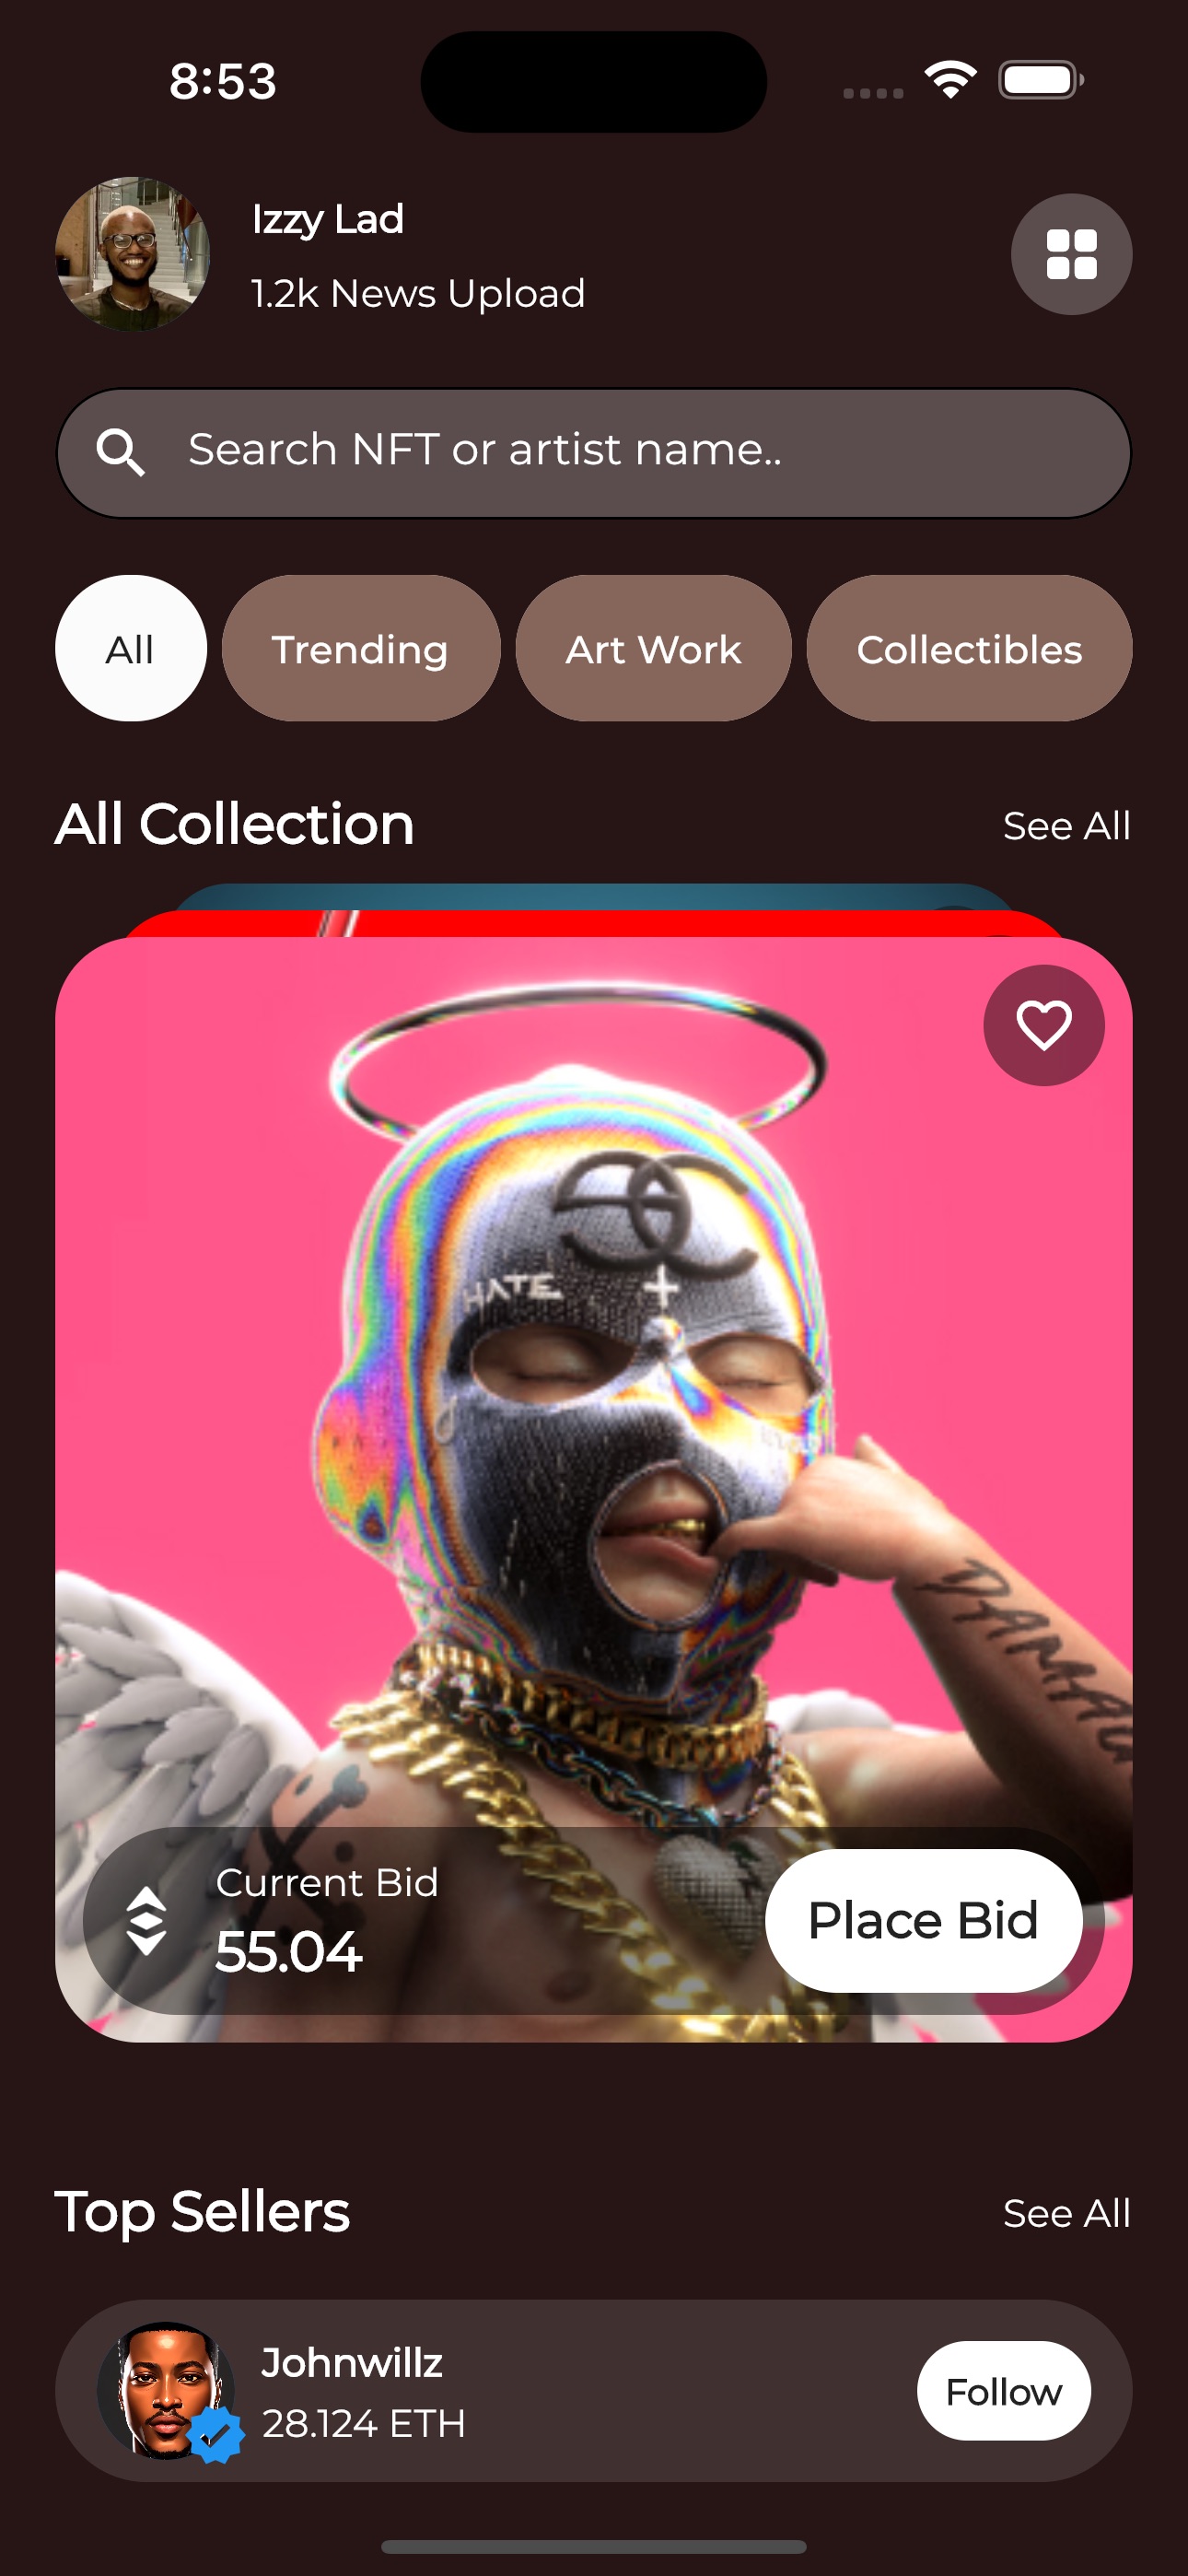 8:53
Izzy Lad
1.2k News Upload
Search NFT or artist name..
All
Trending
Art Work
Collectibles
All Collection
See All
HATE
Current Bid
55.04
Place Bid
Top Sellers
See All
Johnwillz
28.124 ETH
Follow